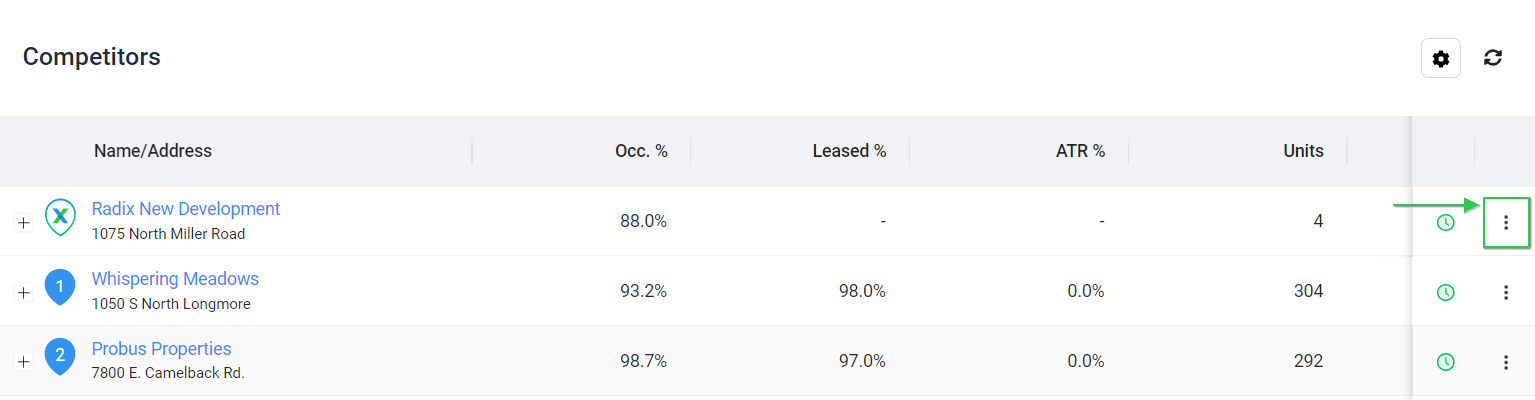 Competitors
Name/Address Occ. % Leased % ATR % Units
Radix New Development
1075 North Miller Road
88.0% - - 4
1
Whispering Meadows
1050 S North Longmore
93.2% 98.0% 0.0% 304
2
Probus Properties
7800 E. Camelback Rd.
98.7% 97.0% 0.0% 292